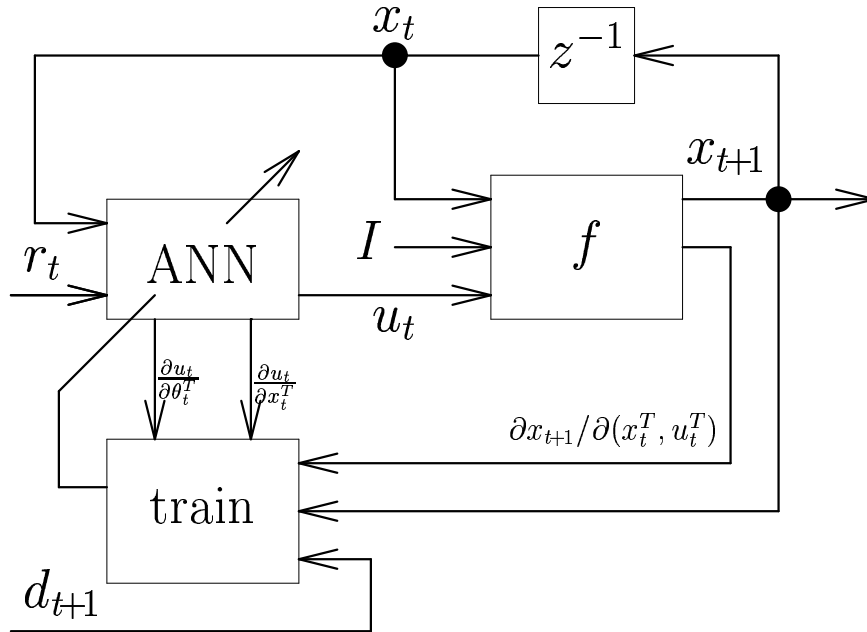 x_t
z^{-1}
x_{t+1}
r_t
ANN
I
f
u_t
∂u_t/∂θ_t^T
∂u_t/∂x_t^T
∂x_{t+1}/∂(x_t^T, u_t^T)
train
d_{t+1}